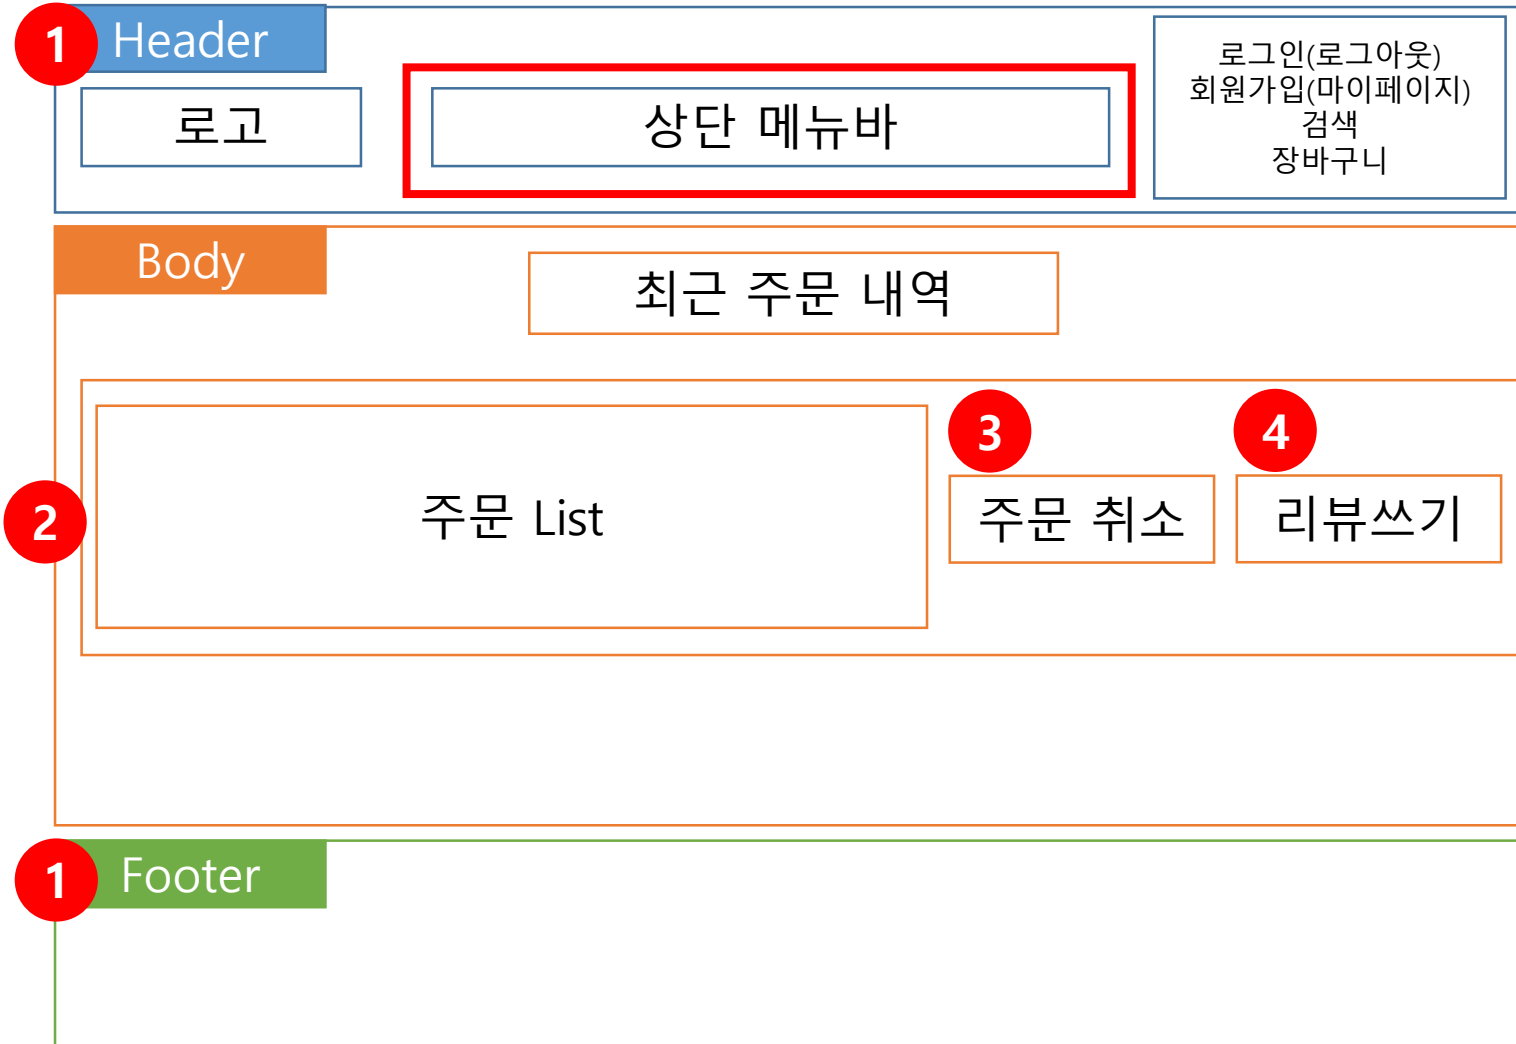 1
Header
로고
상단 메뉴바
로그인(로그아웃)
회원가입(마이페이지)
검색
장바구니
Body
최근 주문 내역
2
주문 List
3
주문 취소
4
리뷰쓰기
1
Footer